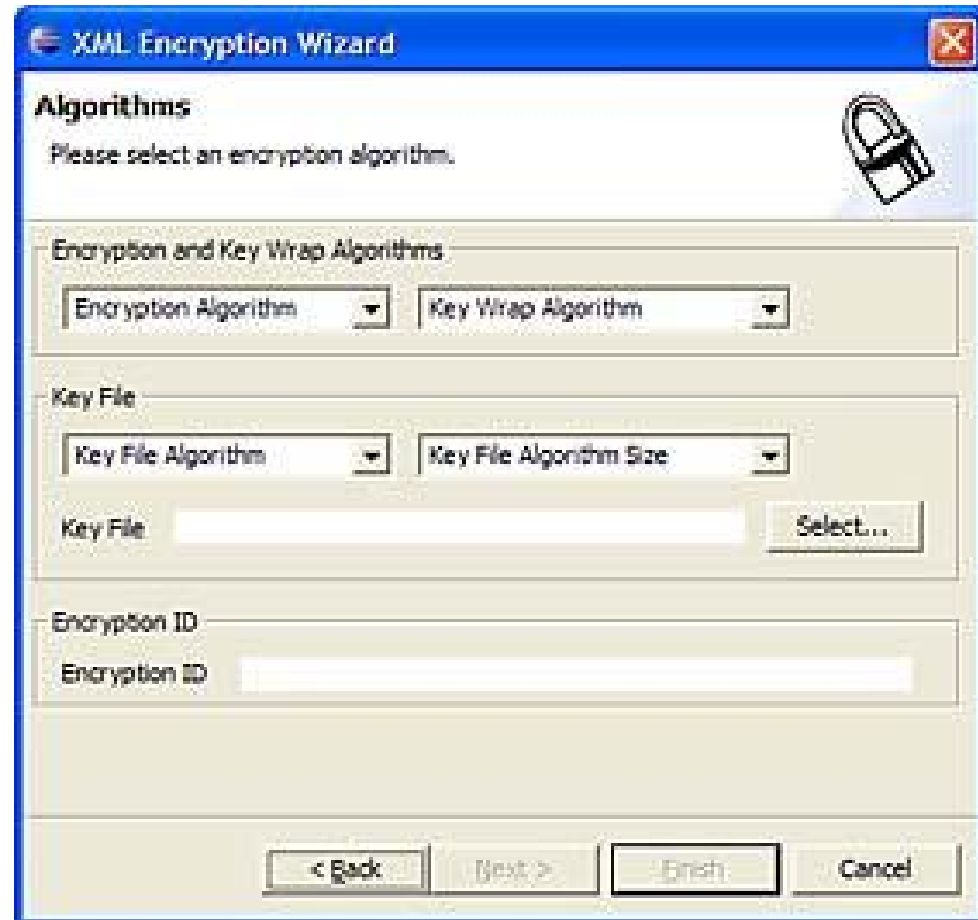 XML Encryption Wizard
Algorithms
Please select an encryption algorithm.
Encryption and Key Wrap Algorithms
Encryption Algorithm Key Wrap Algorithm
Key File
Key File Algorithm Key File Algorithm Size
Key File Select...
Encryption ID
Encryption ID
< Back Next > Finish Cancel